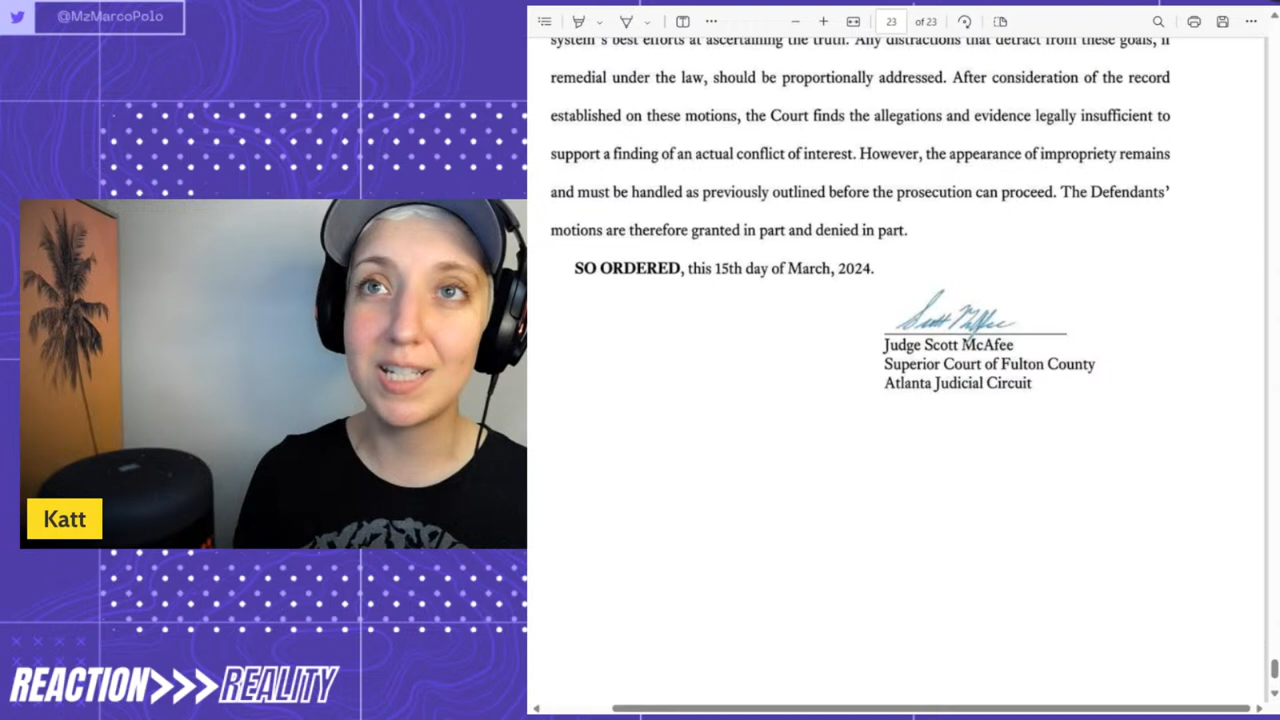 @MzMarcoPolo
23 of 23
system's best efforts at ascertaining the truth. Any distractions that detract from these goals, if
remedial under the law, should be proportionally addressed. After consideration of the record
established on these motions, the Court finds the allegations and evidence legally insufficient to
support a finding of an actual conflict of interest. However, the appearance of impropriety remains
and must be handled as previously outlined before the prosecution can proceed. The Defendants’
motions are therefore granted in part and denied in part.
SO ORDERED, this 15th day of March, 2024.
Scott McAfee
Judge Scott McAfee
Superior Court of Fulton County
Atlanta Judicial Circuit
Katt
REACTION>>>REALITY